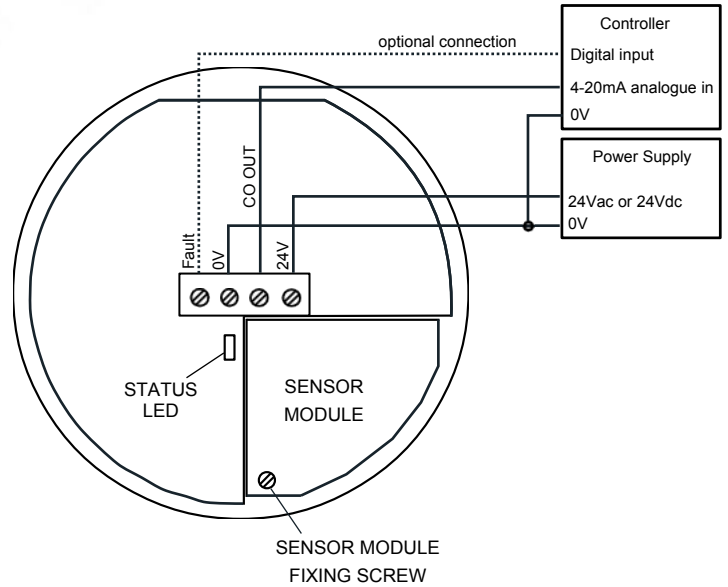 Controller
optional connection
Digital input
4-20mA analogue in
0V
Power Supply
24Vac or 24Vdc
0V
CO OUT
Fault
0V
24V
STATUS
LED
SENSOR
MODULE
SENSOR MODULE
FIXING SCREW